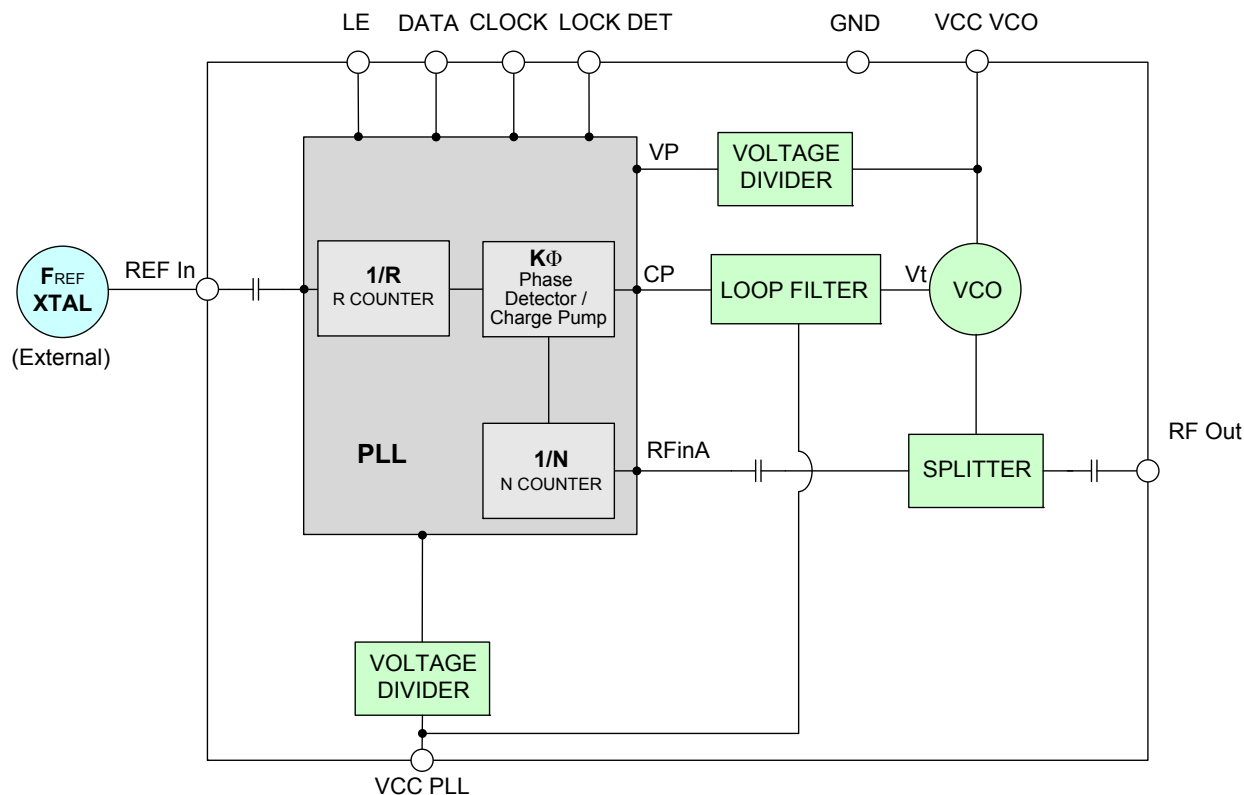 LE
DATA
CLOCK
LOCK DET
GND
VCC VCO
VP
VOLTAGE
DIVIDER
FREF
XTAL
(External)
REF In
1/R
R COUNTER
KΦ
Phase
Detector /
Charge Pump
CP
LOOP FILTER
Vt
VCO
PLL
1/N
N COUNTER
RFinA
SPLITTER
RF Out
VOLTAGE
DIVIDER
VCC PLL